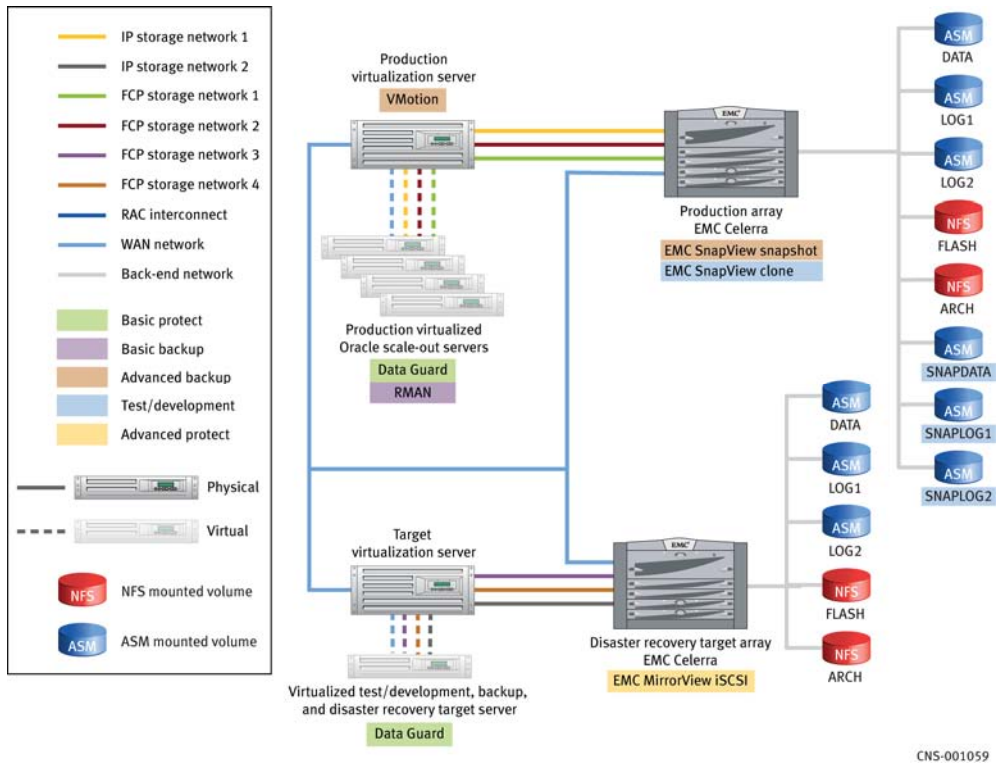 IP storage network 1
IP storage network 2
FCP storage network 1
FCP storage network 2
FCP storage network 3
FCP storage network 4
RAC interconnect
WAN network
Back-end network
Basic protect
Basic backup
Advanced backup
Test/development
Advanced protect
Physical
Virtual
NFS
NFS mounted volume
ASM
ASM mounted volume
Production
virtualization server
VMotion
Production virtualized
Oracle scale-out servers
Data Guard
RMAN
EMC²
Production array
EMC Celerra
EMC SnapView snapshot
EMC SnapView clone
ASM
DATA
ASM
LOG1
ASM
LOG2
NFS
FLASH
NFS
ARCH
ASM
SNAPDATA
ASM
SNAPLOG1
ASM
SNAPLOG2
Target
virtualization server
Virtualized test/development, backup,
and disaster recovery target server
Data Guard
EMC²
Disaster recovery target array
EMC Celerra
EMC MirrorView iSCSI
ASM
DATA
ASM
LOG1
ASM
LOG2
NFS
FLASH
NFS
ARCH
CNS-001059